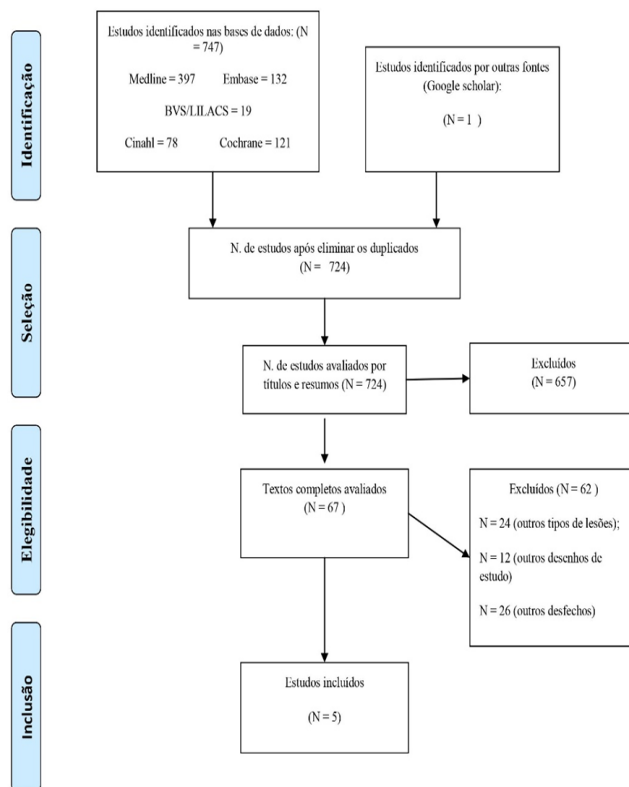 Identificação
Estudos identificados nas bases de dados: (N
= 747)
Medline = 397 Embase = 132
BVS/LILACS = 19
Cinahl = 78 Cochrane = 121
Estudos identificados por outras fontes
(Google scholar):
(N = 1 )
Seleção
N. de estudos após eliminar os duplicados
(N = 724)
N. de estudos avaliados por
títulos e resumos (N = 724)
Excluídos
(N = 657)
Elegibilidade
Textos completos avaliados
(N = 67 )
Excluídos (N = 62 )
N = 24 (outros tipos de lesões);
N = 12 (outros desenhos de
estudo)
N = 26 (outros desfechos)
Inclusão
Estudos incluídos
(N = 5)